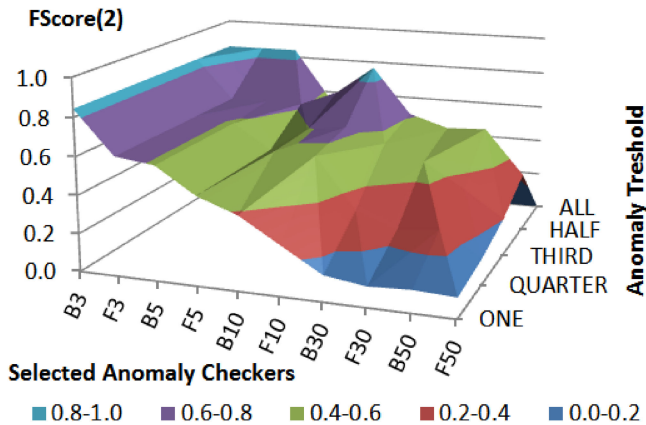 FScore(2)
1.0
0.8
0.6
0.4
0.2
0.0
B3
F3
B5
F5
B10
F10
B30
F30
B50
F50
ALL
HALF
THIRD
QUARTER
ONE
Anomaly Treshold
Selected Anomaly Checkers
0.8-1.0 0.6-0.8 0.4-0.6 0.2-0.4 0.0-0.2